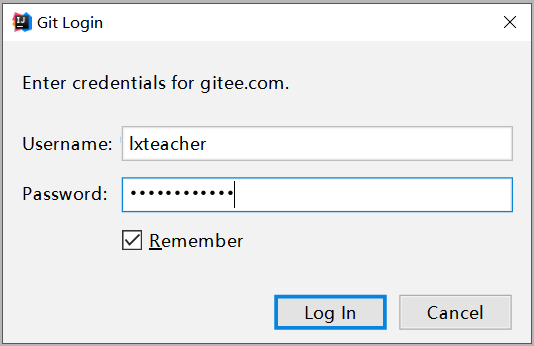 Git Login
Enter credentials for gitee.com.
Username: lxteacher
Password: ••••••••••••
Remember
Log In Cancel